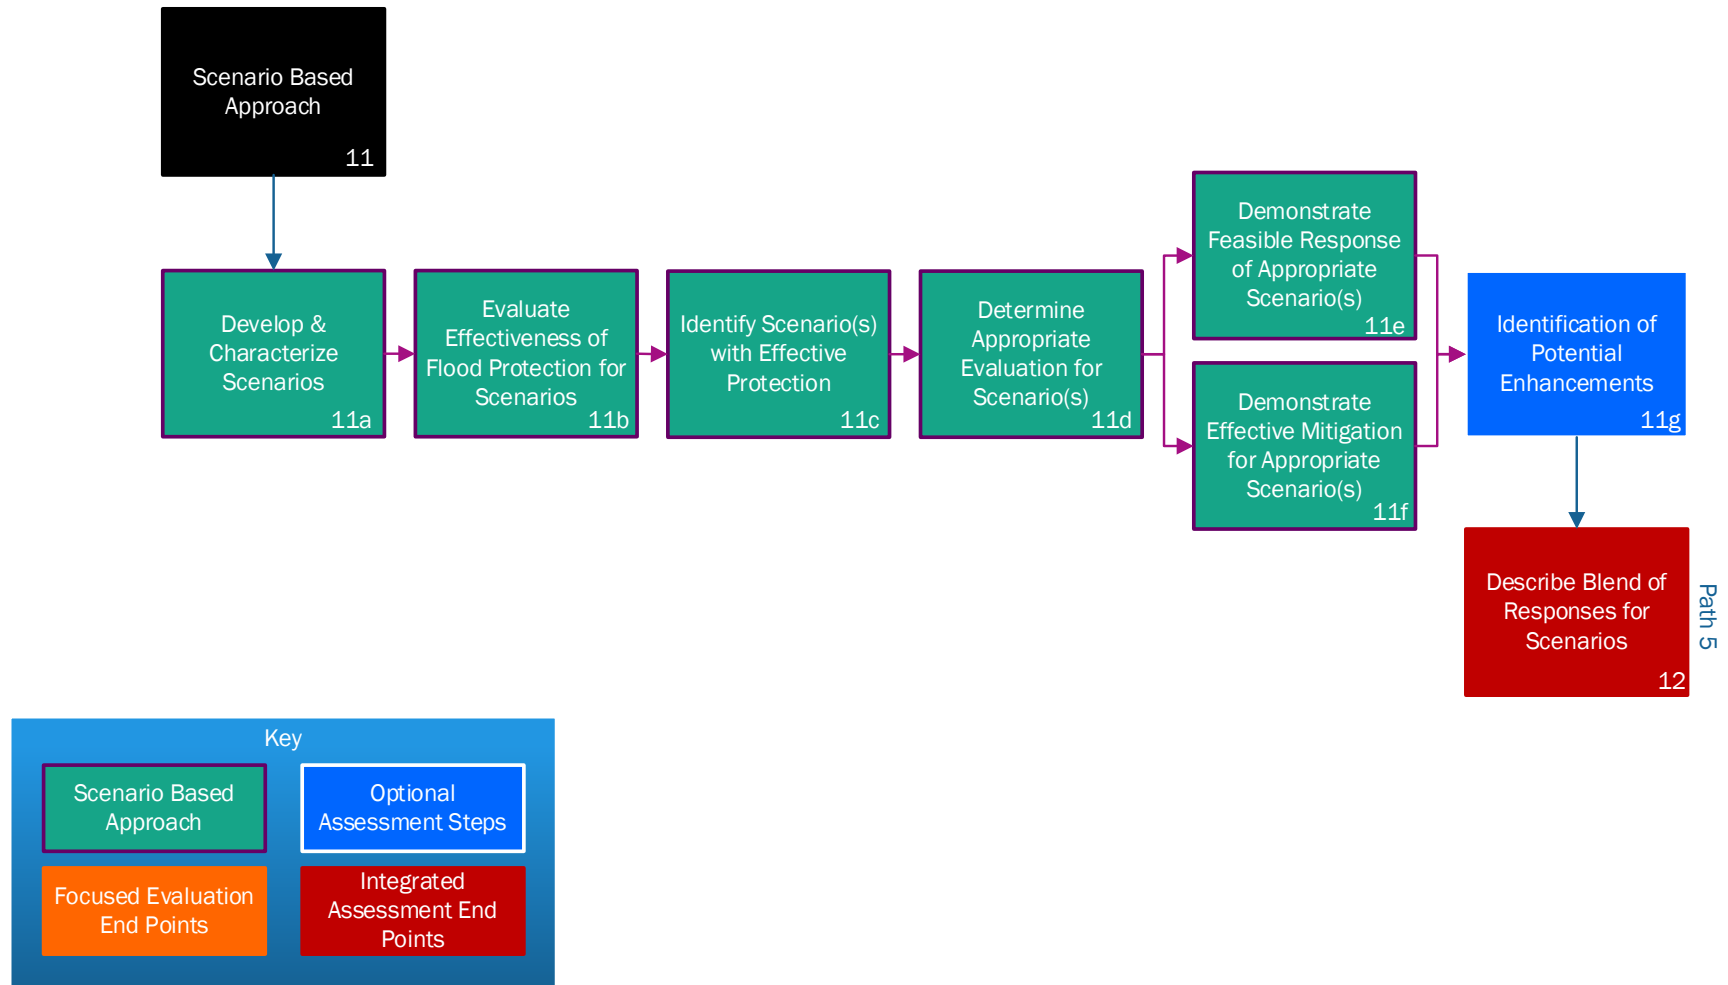 Scenario Based
Approach
11
Develop &
Characterize
Scenarios
11a
Evaluate
Effectiveness of
Flood Protection for
Scenarios
11b
Identify Scenario(s)
with Effective
Protection
11c
Determine
Appropriate
Evaluation for
Scenario(s)
11d
Demonstrate
Feasible Response
of Appropriate
Scenario(s)
11e
Demonstrate
Effective Mitigation
for Appropriate
Scenario(s)
11f
Identification of
Potential
Enhancements
11g
Describe Blend of
Responses for
Scenarios
12
Path 5
Key
Scenario Based
Approach
Optional
Assessment Steps
Focused Evaluation
End Points
Integrated
Assessment End
Points